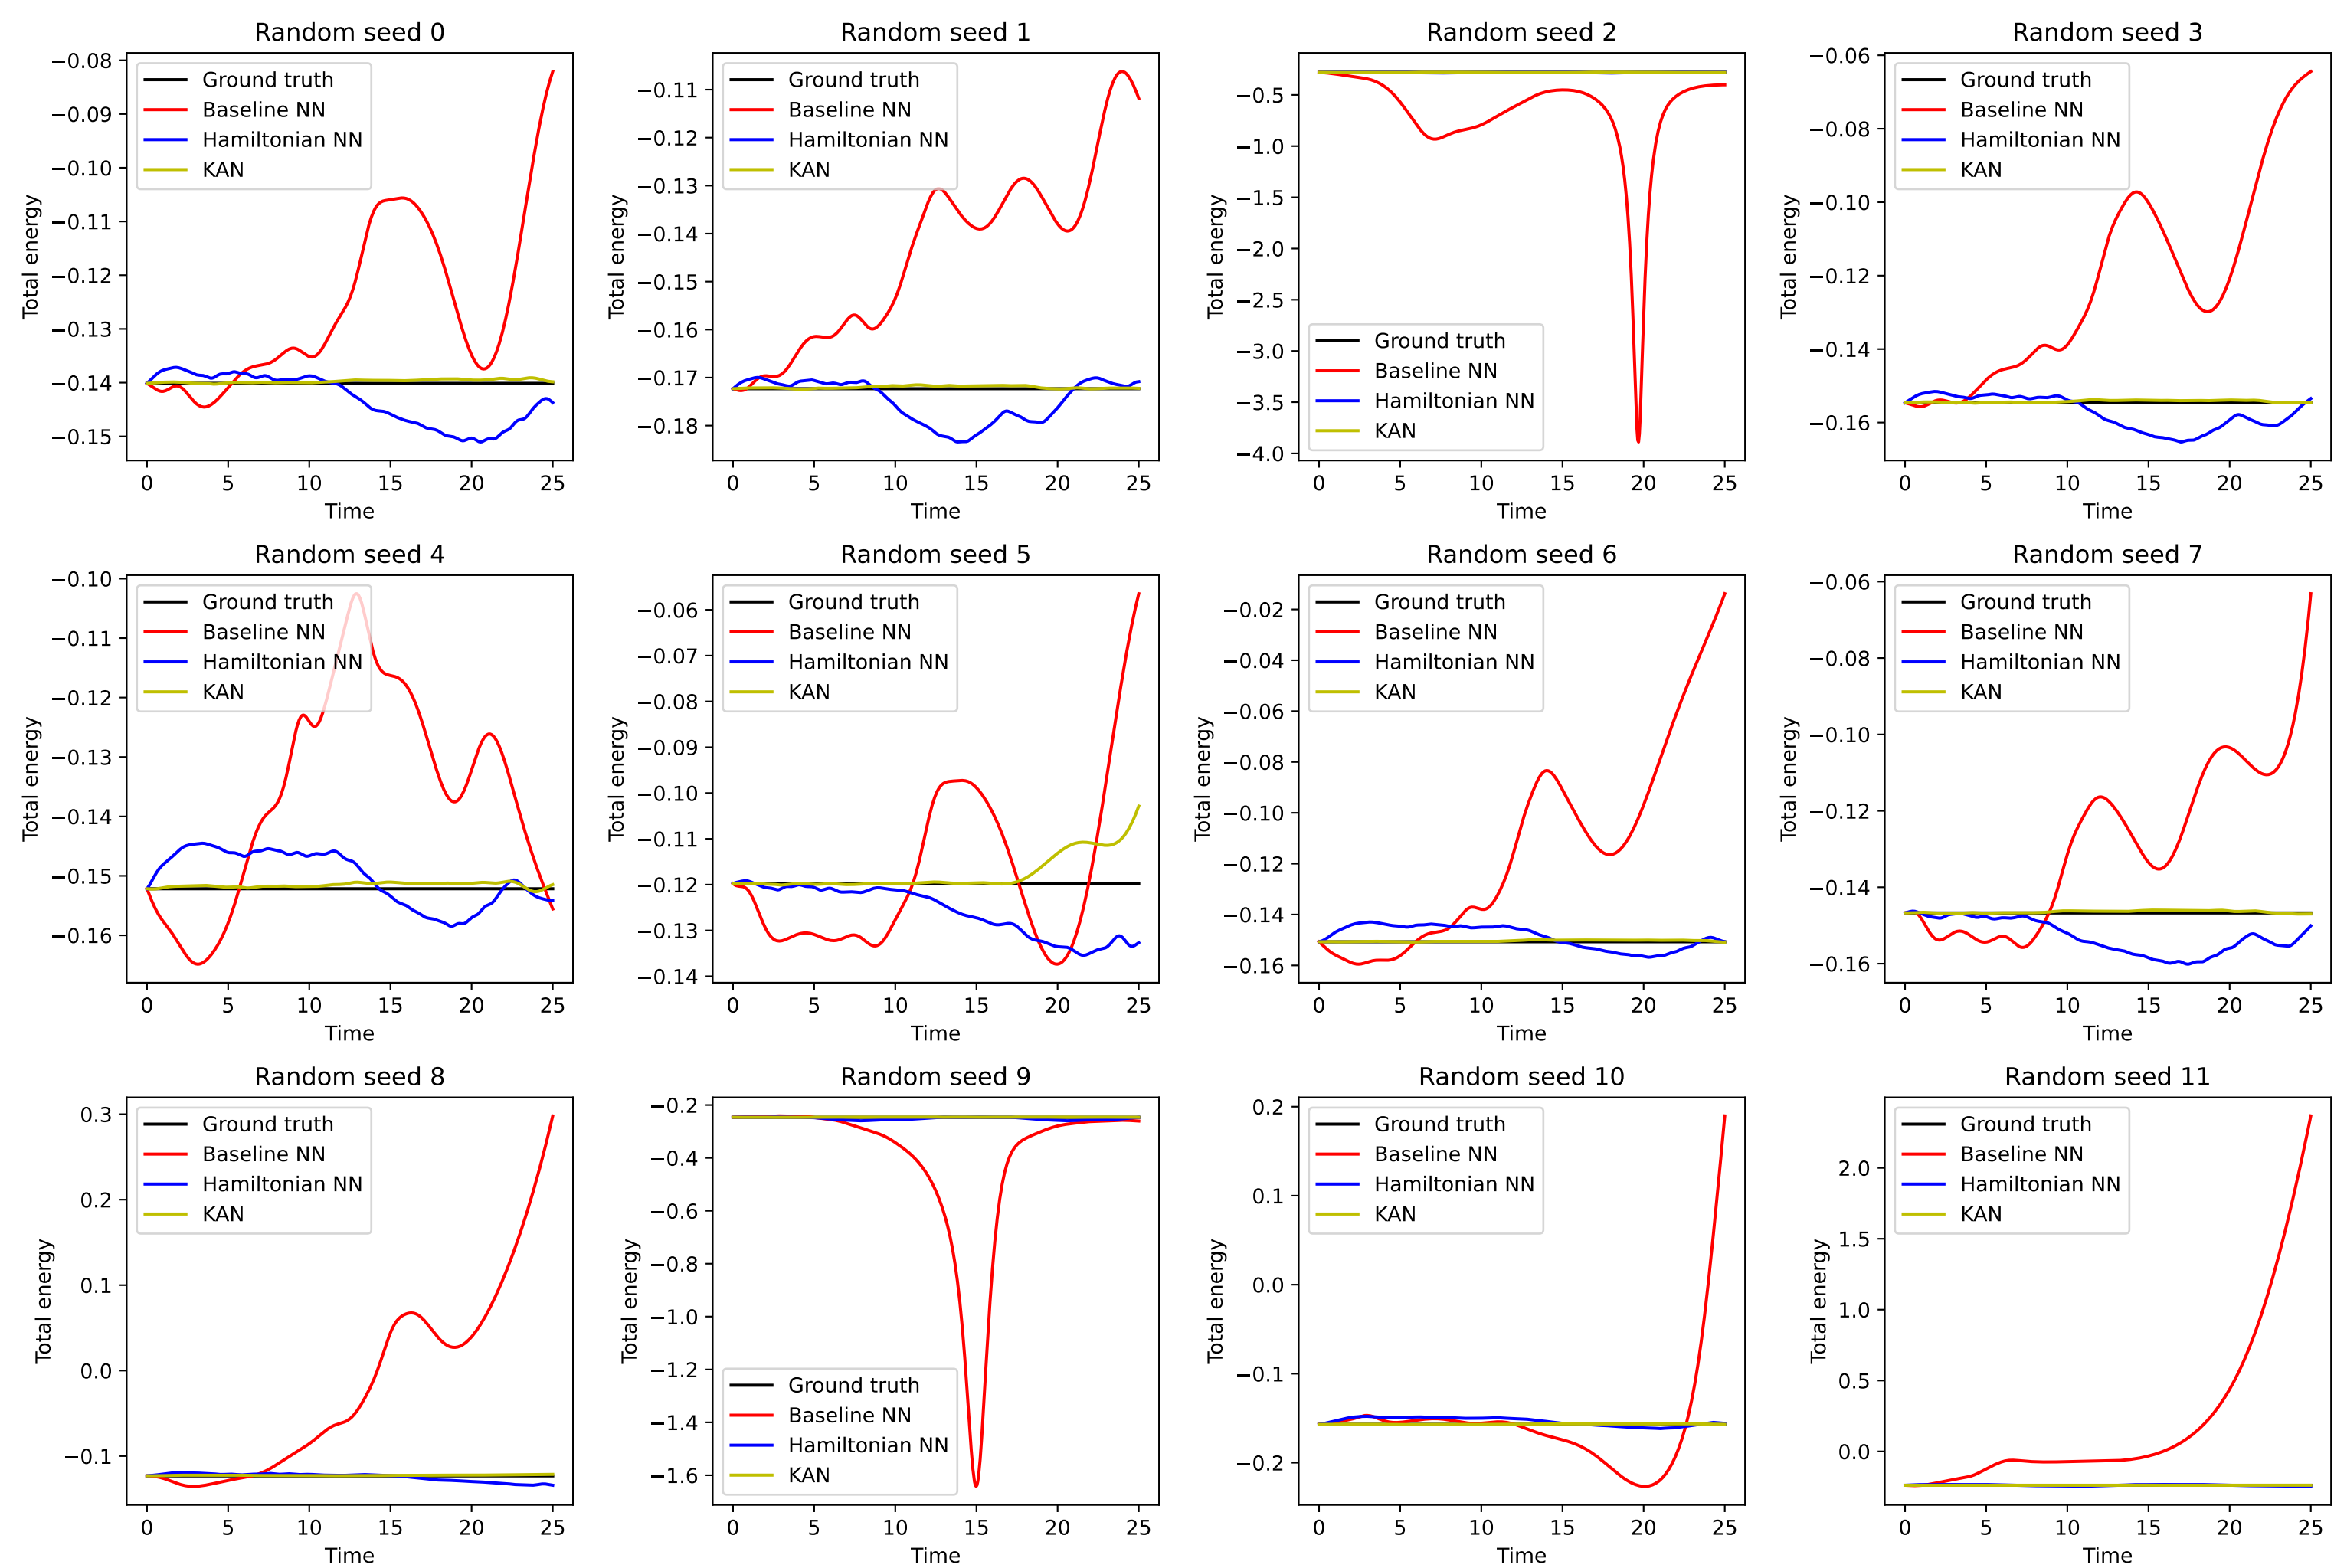 Random seed 0
−0.08
−0.09
−0.10
−0.11
−0.12
−0.13
−0.14
−0.15
Total energy
Ground truth
Baseline NN
Hamiltonian NN
KAN
0 5 10 15 20 25
Time
Random seed 1
−0.11
−0.12
−0.13
−0.14
−0.15
−0.16
−0.17
−0.18
Total energy
Ground truth
Baseline NN
Hamiltonian NN
KAN
0 5 10 15 20 25
Time
Random seed 2
−0.5
−1.0
−1.5
−2.0
−2.5
−3.0
−3.5
−4.0
Total energy
Ground truth
Baseline NN
Hamiltonian NN
KAN
0 5 10 15 20 25
Time
Random seed 3
−0.06
−0.08
−0.10
−0.12
−0.14
−0.16
Total energy
Ground truth
Baseline NN
Hamiltonian NN
KAN
0 5 10 15 20 25
Time
Random seed 4
−0.10
−0.11
−0.12
−0.13
−0.14
−0.15
−0.16
Total energy
Ground truth
Baseline NN
Hamiltonian NN
KAN
0 5 10 15 20 25
Time
Random seed 5
−0.06
−0.07
−0.08
−0.09
−0.10
−0.11
−0.12
−0.13
−0.14
Total energy
Ground truth
Baseline NN
Hamiltonian NN
KAN
0 5 10 15 20 25
Time
Random seed 6
−0.02
−0.04
−0.06
−0.08
−0.10
−0.12
−0.14
−0.16
Total energy
Ground truth
Baseline NN
Hamiltonian NN
KAN
0 5 10 15 20 25
Time
Random seed 7
−0.06
−0.08
−0.10
−0.12
−0.14
−0.16
Total energy
Ground truth
Baseline NN
Hamiltonian NN
KAN
0 5 10 15 20 25
Time
Random seed 8
0.3
0.2
0.1
0.0
−0.1
Total energy
Ground truth
Baseline NN
Hamiltonian NN
KAN
0 5 10 15 20 25
Time
Random seed 9
−0.2
−0.4
−0.6
−0.8
−1.0
−1.2
−1.4
−1.6
Total energy
Ground truth
Baseline NN
Hamiltonian NN
KAN
0 5 10 15 20 25
Time
Random seed 10
0.2
0.1
0.0
−0.1
−0.2
Total energy
Ground truth
Baseline NN
Hamiltonian NN
KAN
0 5 10 15 20 25
Time
Random seed 11
2.0
1.5
1.0
0.5
0.0
Total energy
Ground truth
Baseline NN
Hamiltonian NN
KAN
0 5 10 15 20 25
Time